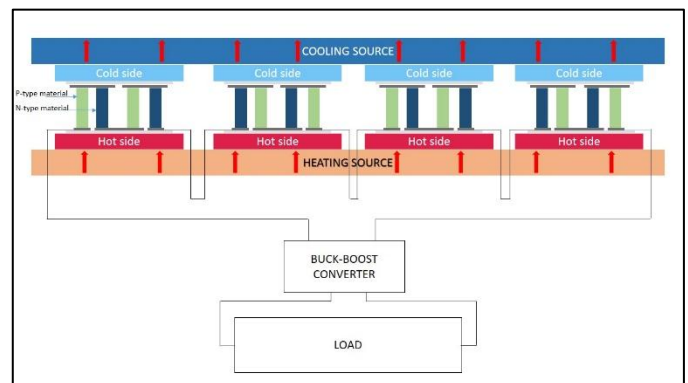 COOLING SOURCE
Cold side
Cold side
Cold side
Cold side
P-type material
N-type material
Hot side
Hot side
Hot side
Hot side
HEATING SOURCE
BUCK-BOOST
CONVERTER
LOAD